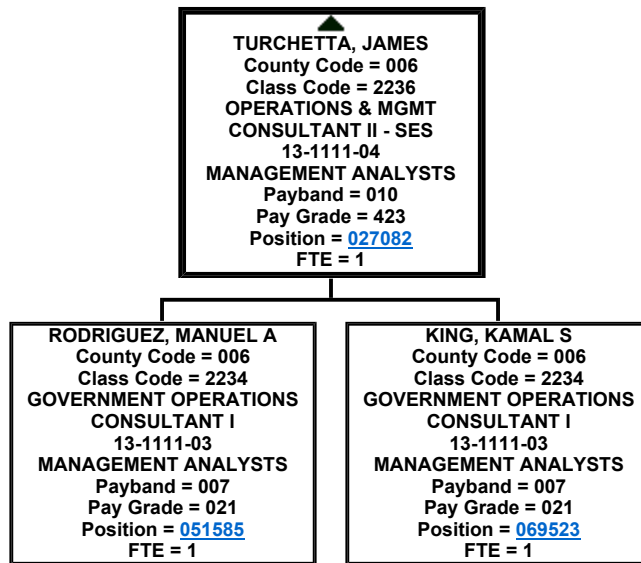 TURCHETTA, JAMES
County Code = 006
Class Code = 2236
OPERATIONS & MGMT
CONSULTANT II - SES
13-1111-04
MANAGEMENT ANALYSTS
Payband = 010
Pay Grade = 423
Position = 027082
FTE = 1
RODRIGUEZ, MANUEL A
County Code = 006
Class Code = 2234
GOVERNMENT OPERATIONS
CONSULTANT I
13-1111-03
MANAGEMENT ANALYSTS
Payband = 007
Pay Grade = 021
Position = 051585
FTE = 1
KING, KAMAL S
County Code = 006
Class Code = 2234
GOVERNMENT OPERATIONS
CONSULTANT I
13-1111-03
MANAGEMENT ANALYSTS
Payband = 007
Pay Grade = 021
Position = 069523
FTE = 1